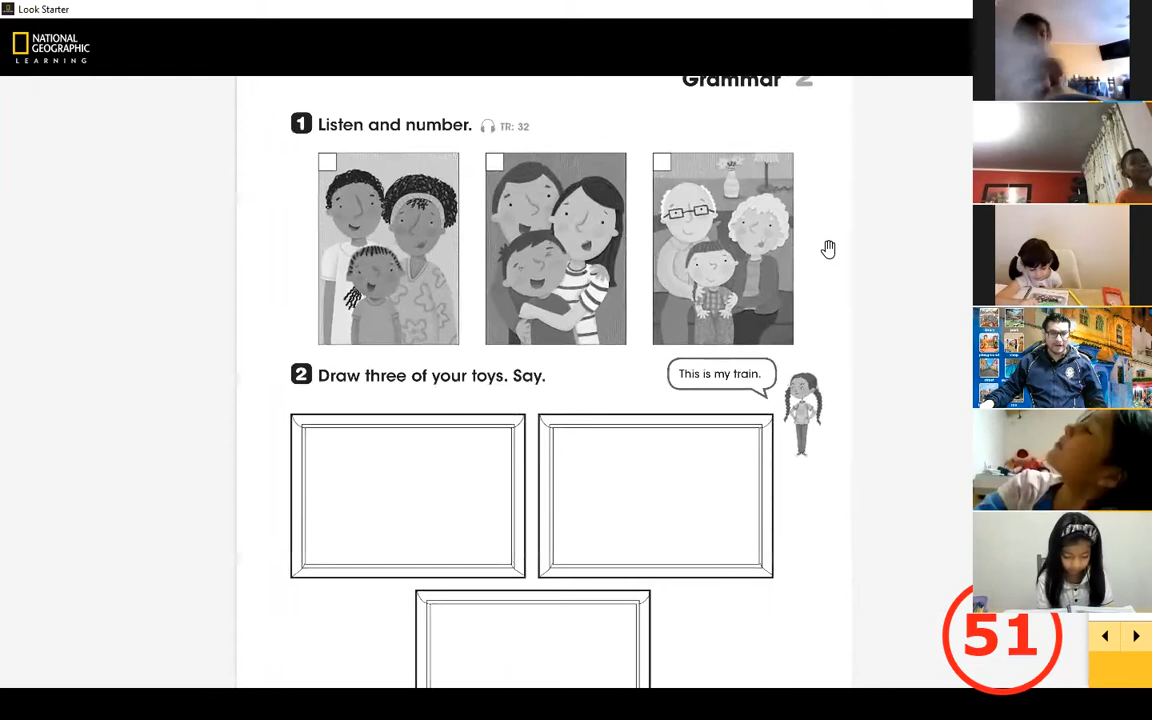 Look Starter
NATIONAL
GEOGRAPHIC
LEARNING
Grammar 2
1 Listen and number. TR: 32
2 Draw three of your toys. Say.
This is my train.
51